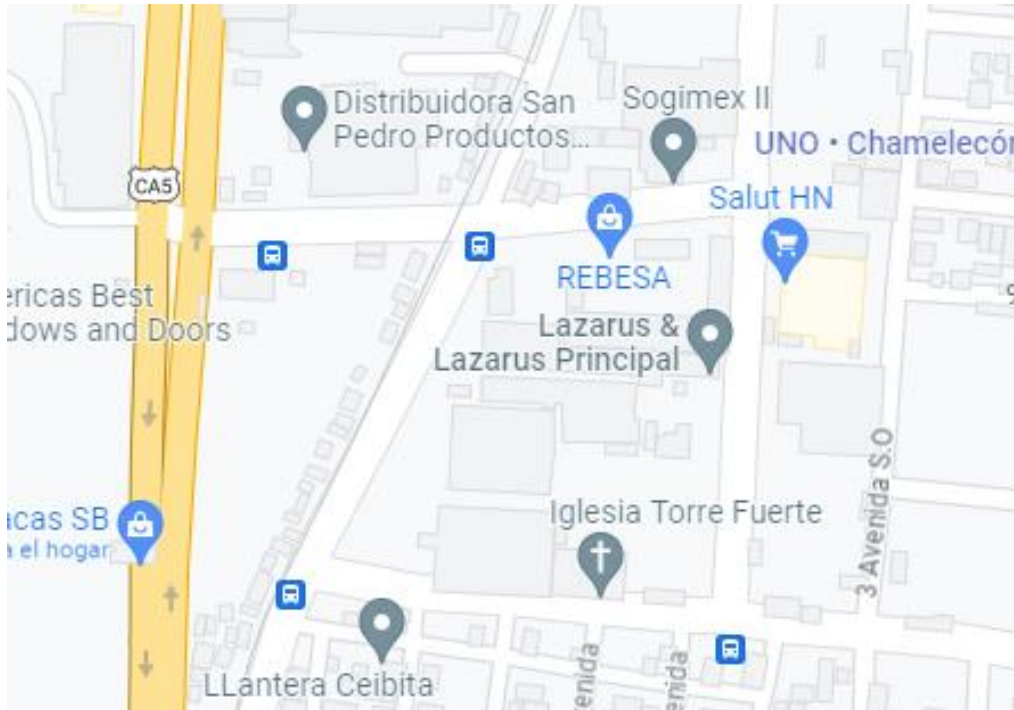 Distribuidora San
Pedro Productos...
Sogimex II
UNO • Chamelecón
CA5
Salut HN
REBESA
ericas Best
dows and Doors
Lazarus &
Lazarus Principal
3 Avenida S.O
acas SB
a el hogar
Iglesia Torre Fuerte
LLantera Ceibita
enida
enida